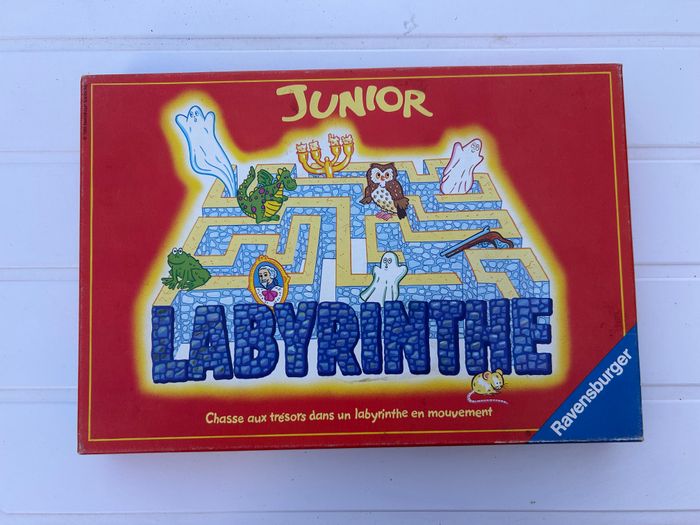 JUNIOR
LABYRINTHE
Chasse aux trésors dans un labyrinthe en mouvement
Ravensburger